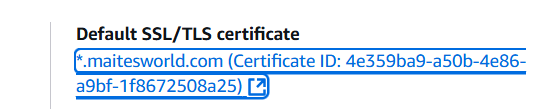 Default SSL/TLS certificate
*.maitesworld.com (Certificate ID: 4e359ba9-a50b-4e86-
a9bf-1f8672508a25)